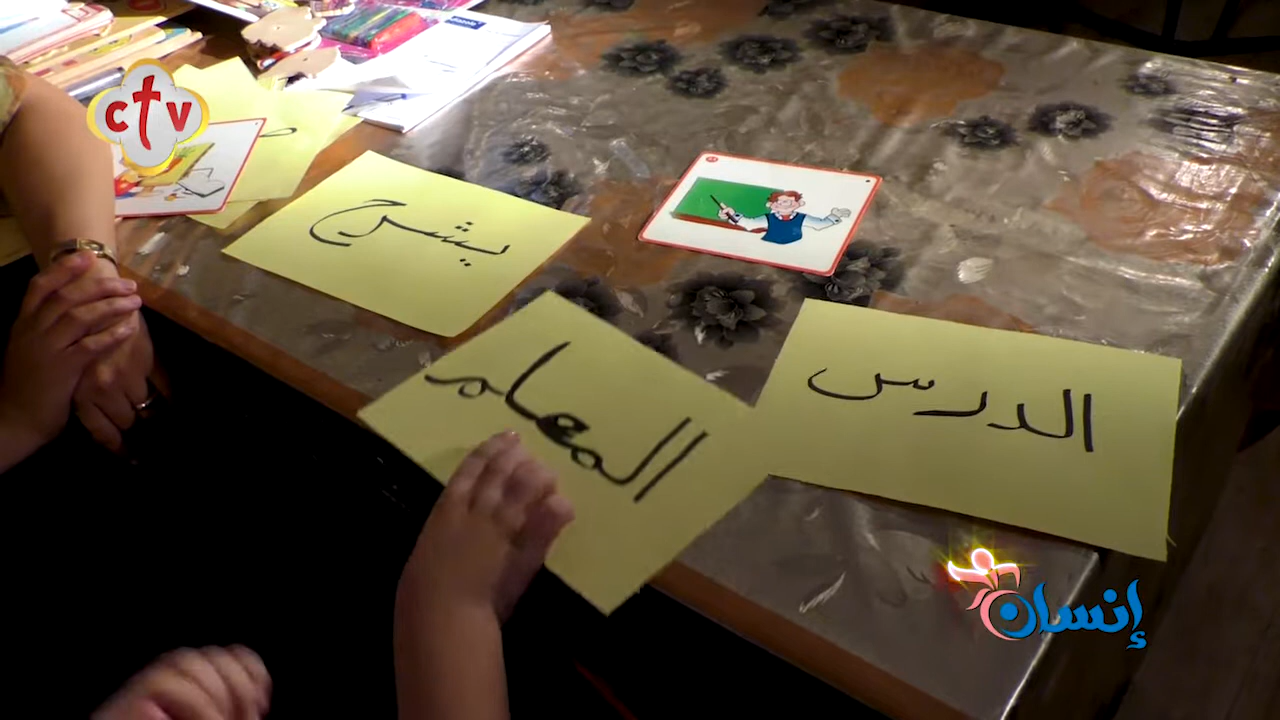 ctv
يشرح
المعلم
الدرس
إنسان